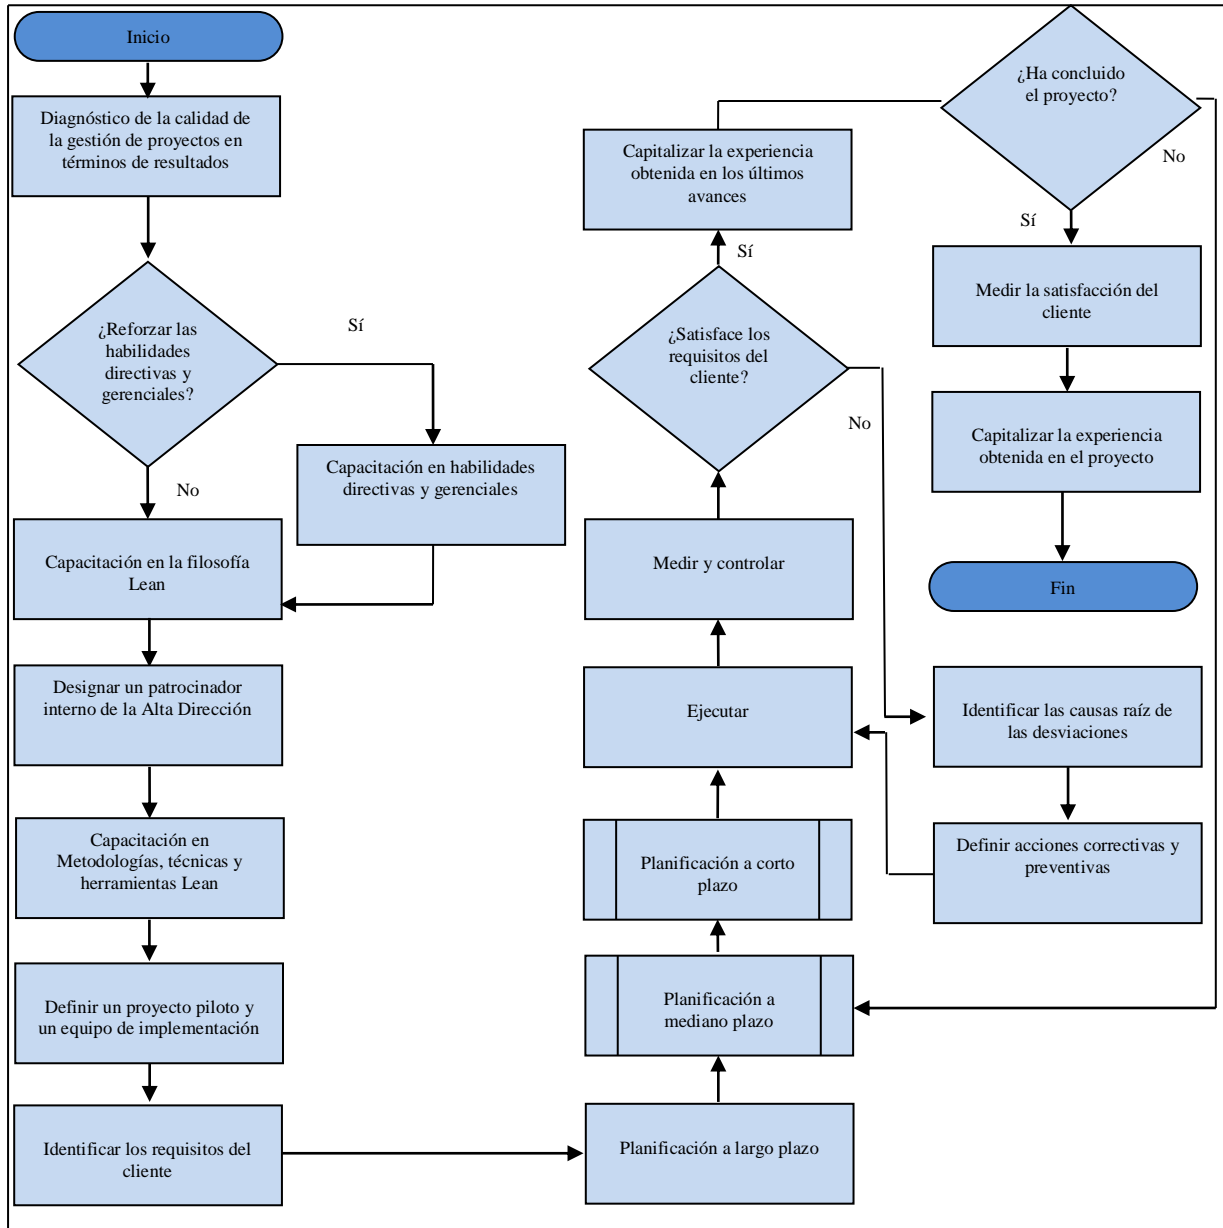 Inicio
Diagnóstico de la calidad de
la gestión de proyectos en
términos de resultados
¿Reforzar las
habilidades
directivas y
gerenciales?
Sí
No
Capacitación en habilidades
directivas y gerenciales
Capacitación en la filosofía
Lean
Designar un patrocinador
interno de la Alta Dirección
Capacitación en
Metodologías, técnicas y
herramientas Lean
Definir un proyecto piloto y
un equipo de implementación
Identificar los requisitos del
cliente
Planificación a largo plazo
Planificación a
mediano plazo
Planificación a corto
plazo
Ejecutar
Medir y controlar
¿Satisface los
requisitos del
cliente?
Sí
No
Capitalizar la experiencia
obtenida en los últimos
avances
¿Ha concluido
el proyecto?
No
Sí
Medir la satisfacción del
cliente
Capitalizar la experiencia
obtenida en el proyecto
Fin
Identificar las causas raíz de
las desviaciones
Definir acciones correctivas y
preventivas